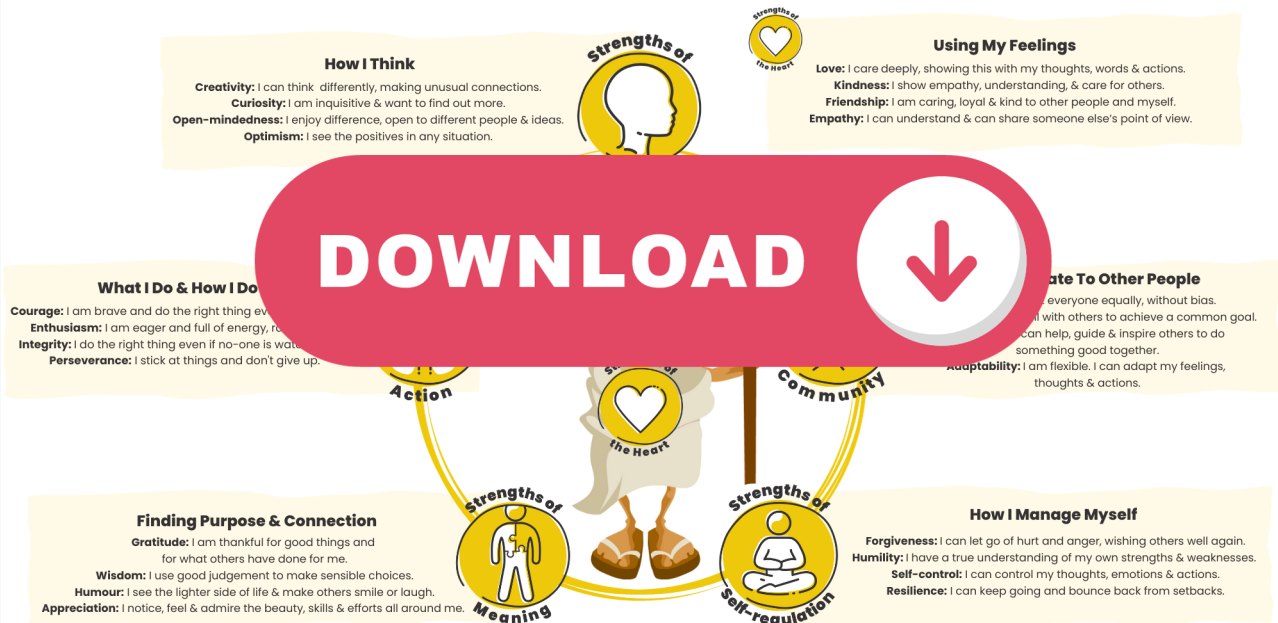 How I Think
Creativity: I can think differently, making unusual connections.
Curiosity: I am inquisitive & want to find out more.
Open-mindedness: I enjoy difference, open to different people & ideas.
Optimism: I see the positives in any situation.
Strengths of
Strengths of
the Heart
Using My Feelings
Love: I care deeply, showing this with my thoughts, words & actions.
Kindness: I show empathy, understanding, & care for others.
Friendship: I am caring, loyal & kind to other people and myself.
Empathy: I can understand & can share someone else's point of view.
DOWNLOAD
What I Do & How I Do
Courage: I am brave and do the right thing
Enthusiasm: I am eager and full of energy,
Integrity: I do the right thing even if no-one is
Perseverance: I stick at things and don't give up.
Action
To Other People
everyone equally, without bias.
with others to achieve a common goal.
can help, guide & inspire others to do
something good together.
Adaptability: I am flexible. I can adapt my feelings,
thoughts & actions.
Community
of
the Heart
Finding Purpose & Connection
Gratitude: I am thankful for good things and
for what others have done for me.
Wisdom: I use good judgement to make sensible choices.
Humour: I see the lighter side of life & make others smile or laugh.
Appreciation: I notice, feel & admire the beauty, skills & efforts all around me.
Strengths of
Meaning
Strengths of
Self-regulation
How I Manage Myself
Forgiveness: I can let go of hurt and anger, wishing others well again.
Humility: I have a true understanding of my own strengths & weaknesses.
Self-control: I can control my thoughts, emotions & actions.
Resilience: I can keep going and bounce back from setbacks.